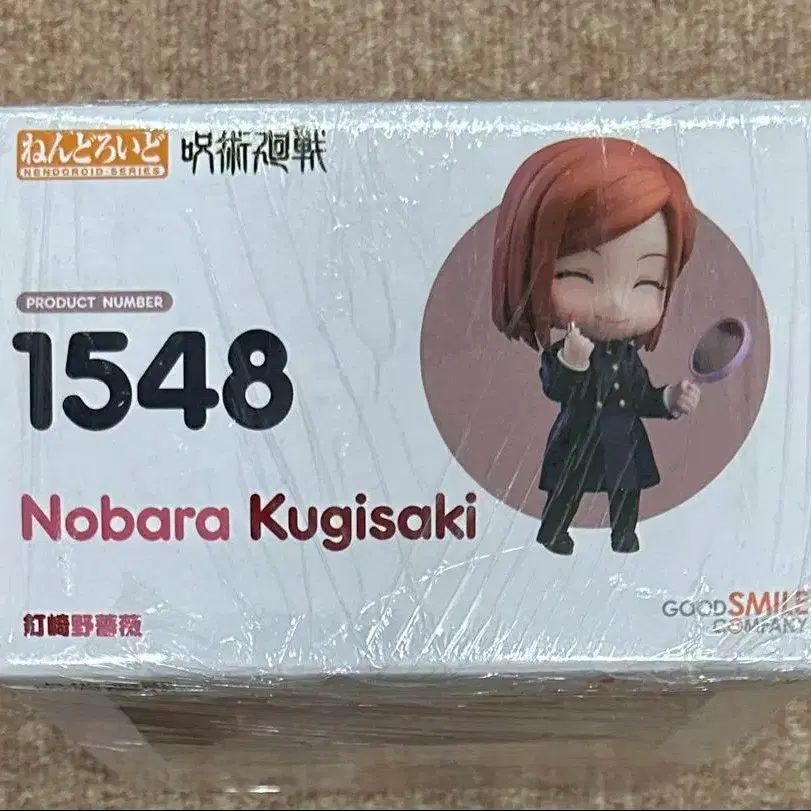 ねんどろいど
NENDOROID-SERIES
呪術廻戦
PRODUCT NUMBER
1548
Nobara Kugisaki
釘崎野薔薇
GOOD SMILE
COMPANY